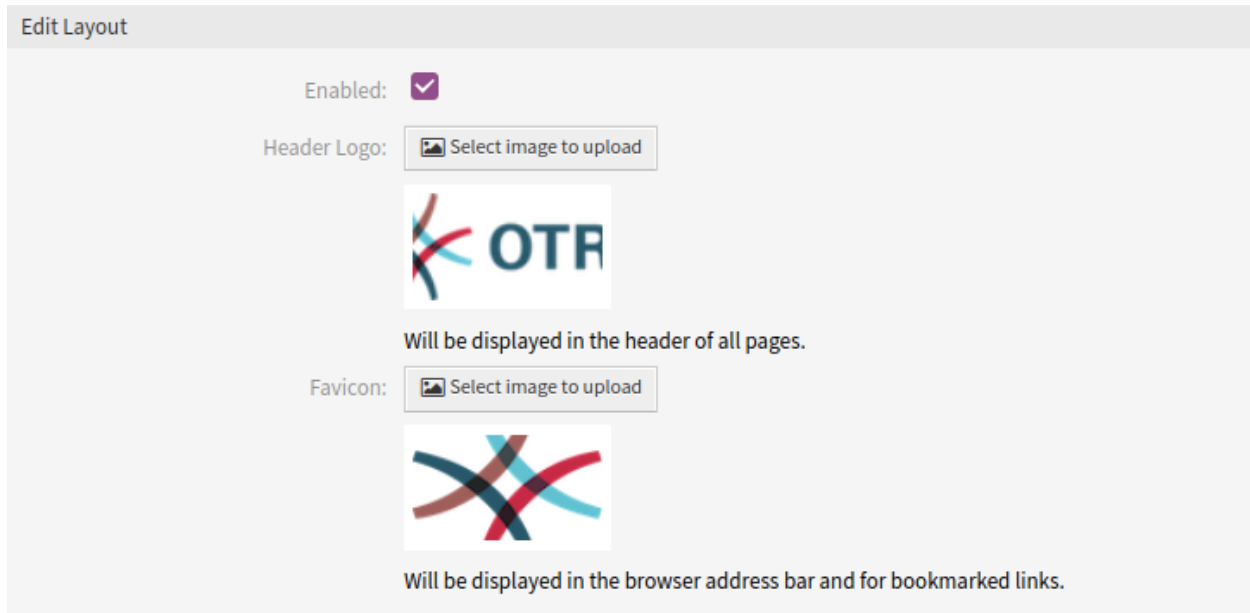 Edit Layout
Enabled:
Header Logo: Select image to upload
OTR
Will be displayed in the header of all pages.
Favicon: Select image to upload
Will be displayed in the browser address bar and for bookmarked links.